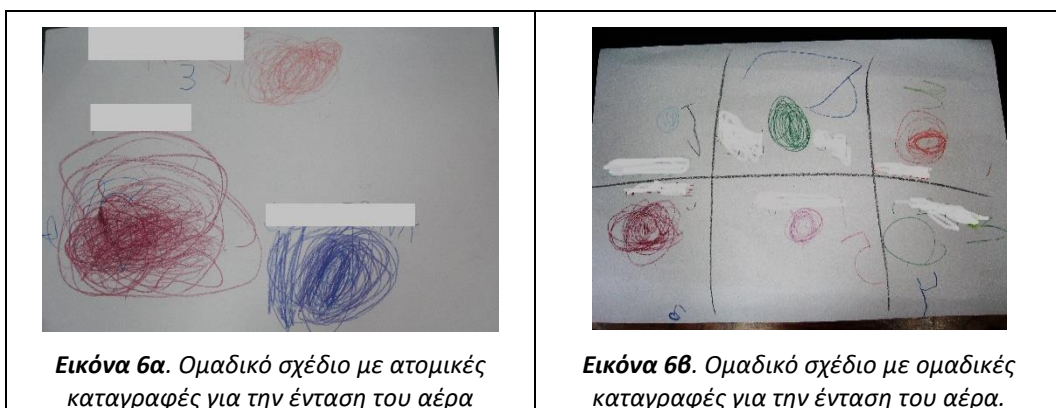 Εικόνα 6α. Ομαδικό σχέδιο με ατομικές
καταγραφές για την ένταση του αέρα
Εικόνα 6β. Ομαδικό σχέδιο με ομαδικές
καταγραφές για την ένταση του αέρα.